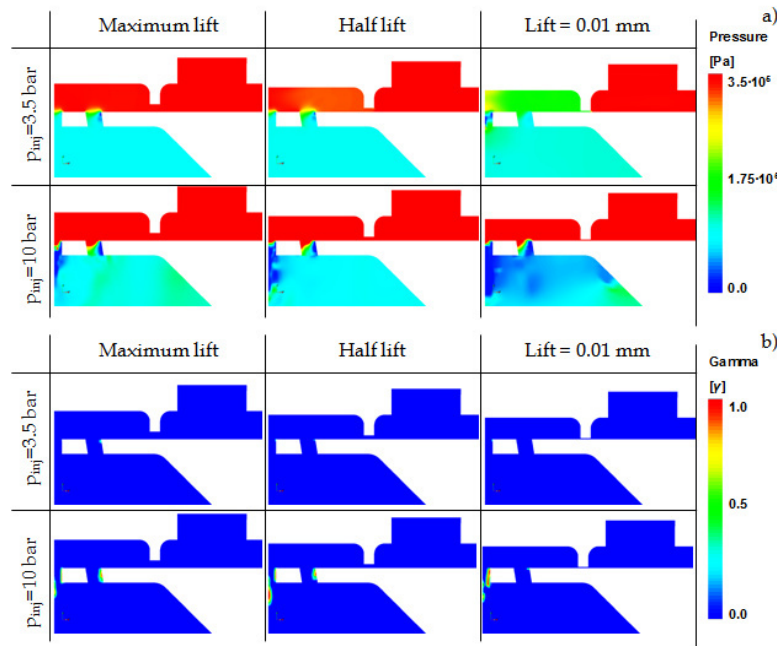 Maximum lift Half lift Lift = 0.01 mm a)
Pressure
[Pa]
pinj=3.5 bar
3.5·10⁵
1.75·10⁵
pinj=10 bar
0.0
b)
Maximum lift Half lift Lift = 0.01 mm
Gamma
[γ]
pinj=3.5 bar
1.0
0.5
pinj=10 bar
0.0